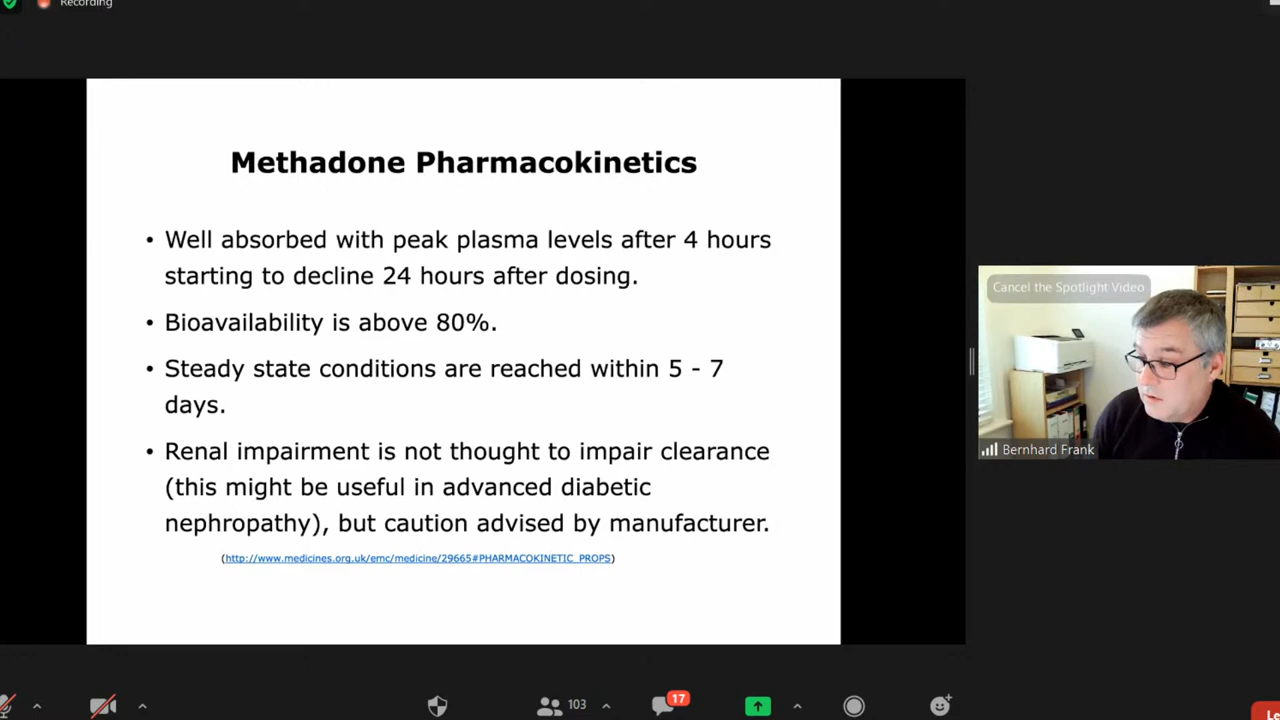 Recording
Methadone Pharmacokinetics
• Well absorbed with peak plasma levels after 4 hours
starting to decline 24 hours after dosing.
• Bioavailability is above 80%.
• Steady state conditions are reached within 5 - 7
days.
• Renal impairment is not thought to impair clearance
(this might be useful in advanced diabetic
nephropathy), but caution advised by manufacturer.
(http://www.medicines.org.uk/emc/medicine/29665#PHARMACOKINETIC_PROPS)
Cancel the Spotlight Video
Bernhard Frank
103
17